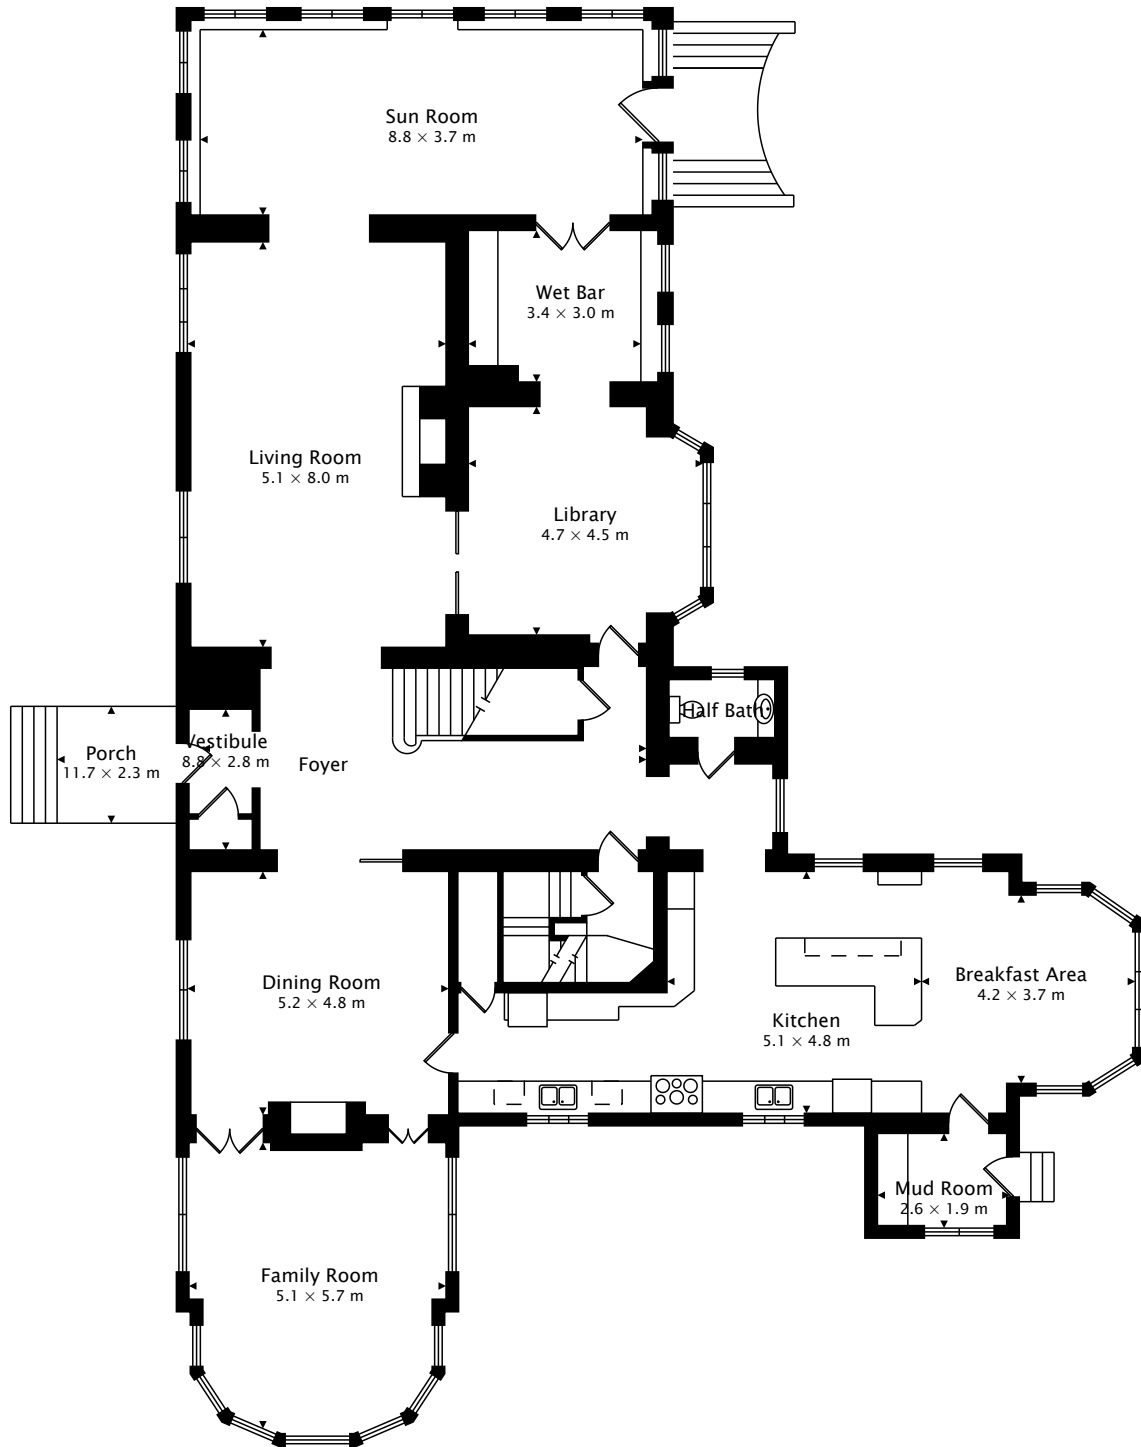 Sun Room
8.8 × 3.7 m
Wet Bar
3.4 × 3.0 m
Living Room
5.1 × 8.0 m
Library
4.7 × 4.5 m
Half Bath
Porch
11.7 × 2.3 m
Vestibule
8.8 × 2.8 m
Foyer
Dining Room
5.2 × 4.8 m
Breakfast Area
4.2 × 3.7 m
Kitchen
5.1 × 4.8 m
Mud Room
2.6 × 1.9 m
Family Room
5.1 × 5.7 m